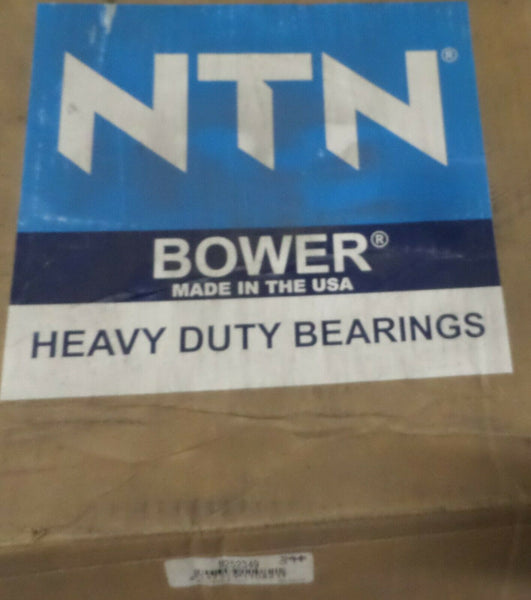 NTN®
BOWER®
MADE IN THE USA
HEAVY DUTY BEARINGS